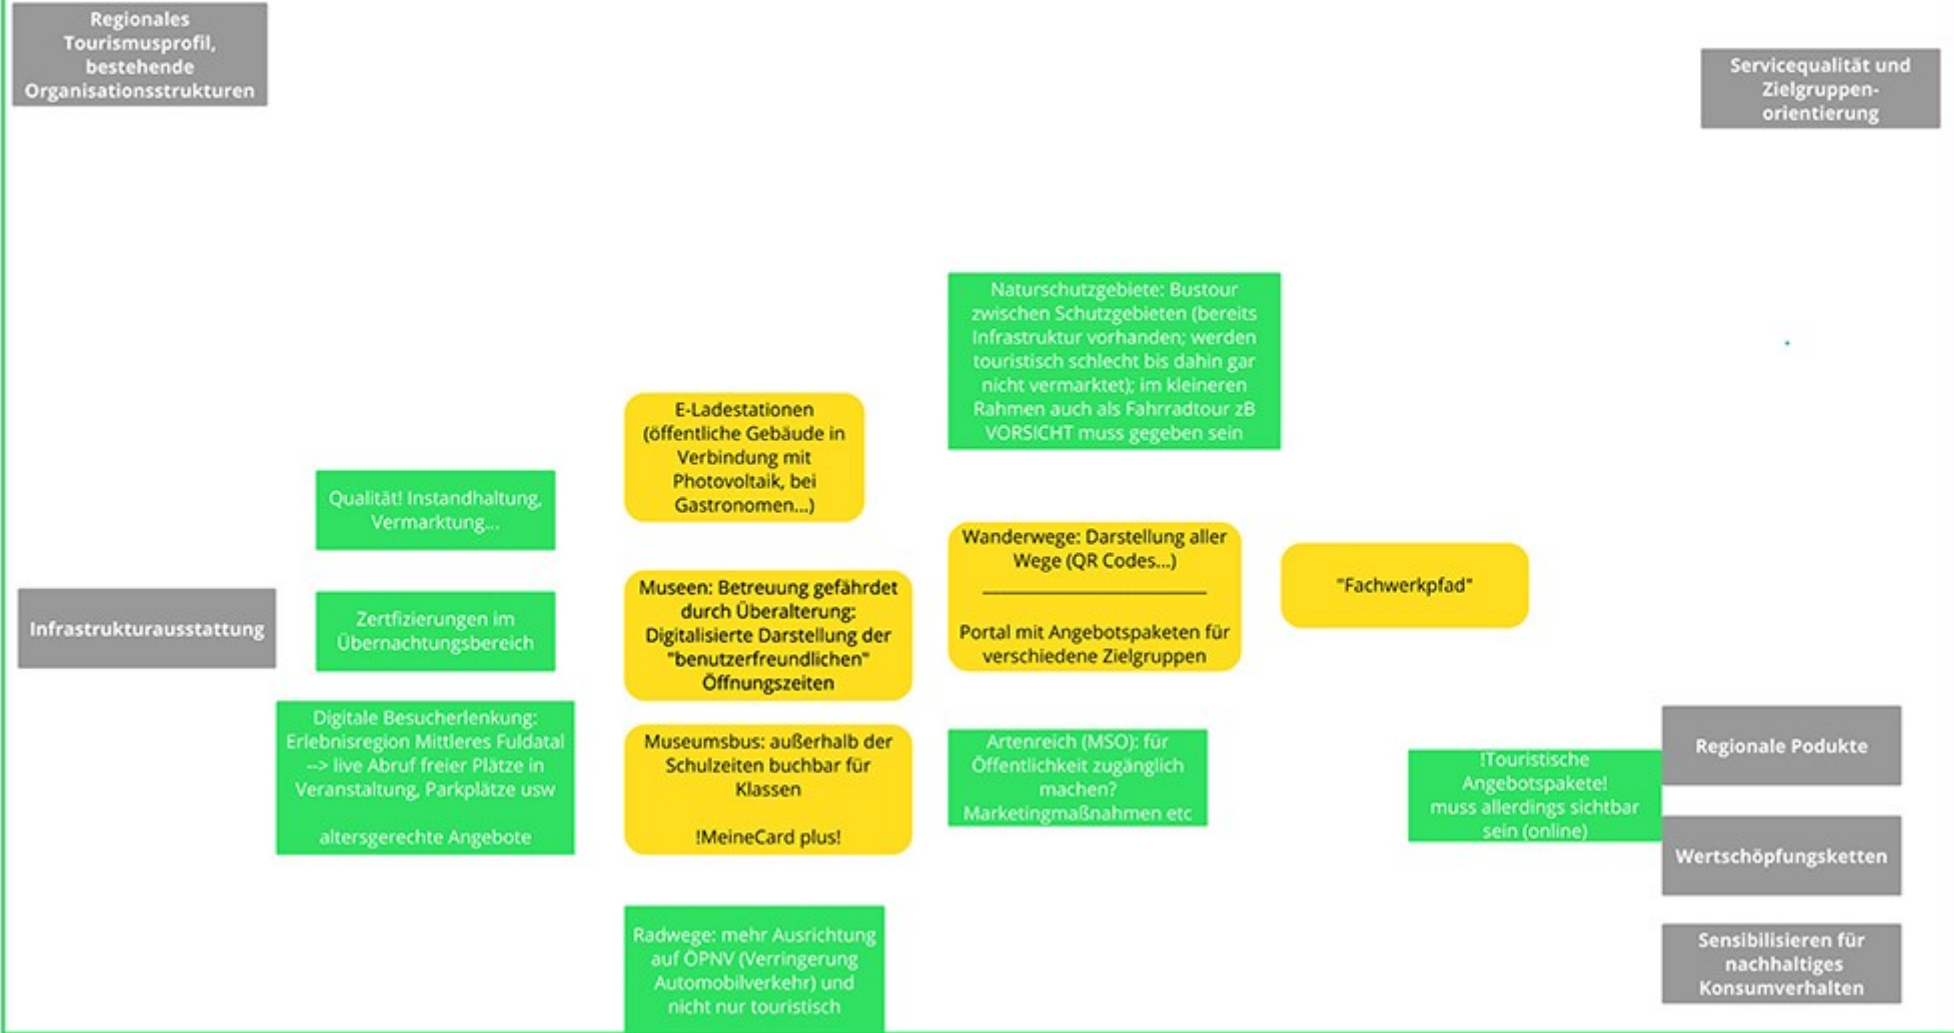 Regionales
Tourismusprofil,
bestehende
Organisationsstrukturen
Servicequalität und
Zielgruppen-
orientierung
Naturschutzgebiete: Bustour
zwischen Schutzgebieten (bereits
Infrastruktur vorhanden; werden
touristisch schlecht bis dahin gar
nicht vermarktet); im kleineren
Rahmen auch als Fahrradtour zB
VORSICHT muss gegeben sein
E-Ladestationen
(öffentliche Gebäude in
Verbindung mit
Photovoltaik, bei
Gastronomen...)
Qualität! Instandhaltung,
Vermarktung...
Wanderwege: Darstellung aller
Wege (QR Codes...)
Portal mit Angebotspaketen für
verschiedene Zielgruppen
"Fachwerkpfad"
Museen: Betreuung gefährdet
durch Überalterung:
Digitalisierte Darstellung der
"benutzerfreundlichen"
Öffnungszeiten
Infrastrukturausstattung
Zertfizierungen im
Übernachtungsbereich
Digitale Besucherlenkung:
Erlebnisregion Mittleres Fuldatal
--> live Abruf freier Plätze in
Veranstaltung, Parkplätze usw
altersgerechte Angebote
Museumsbus: außerhalb der
Schulzeiten buchbar für
Klassen
!MeineCard plus!
Artenreich (MSO): für
Öffentlichkeit zugänglich
machen?
Marketingmaßnahmen etc
!Touristische
Angebotspakete!
muss allerdings sichtbar
sein (online)
Regionale Podukte
Wertschöpfungsketten
Radwege: mehr Ausrichtung
auf ÖPNV (Verringerung
Automobilverkehr) und
nicht nur touristisch
Sensibilisieren für
nachhaltiges
Konsumverhalten